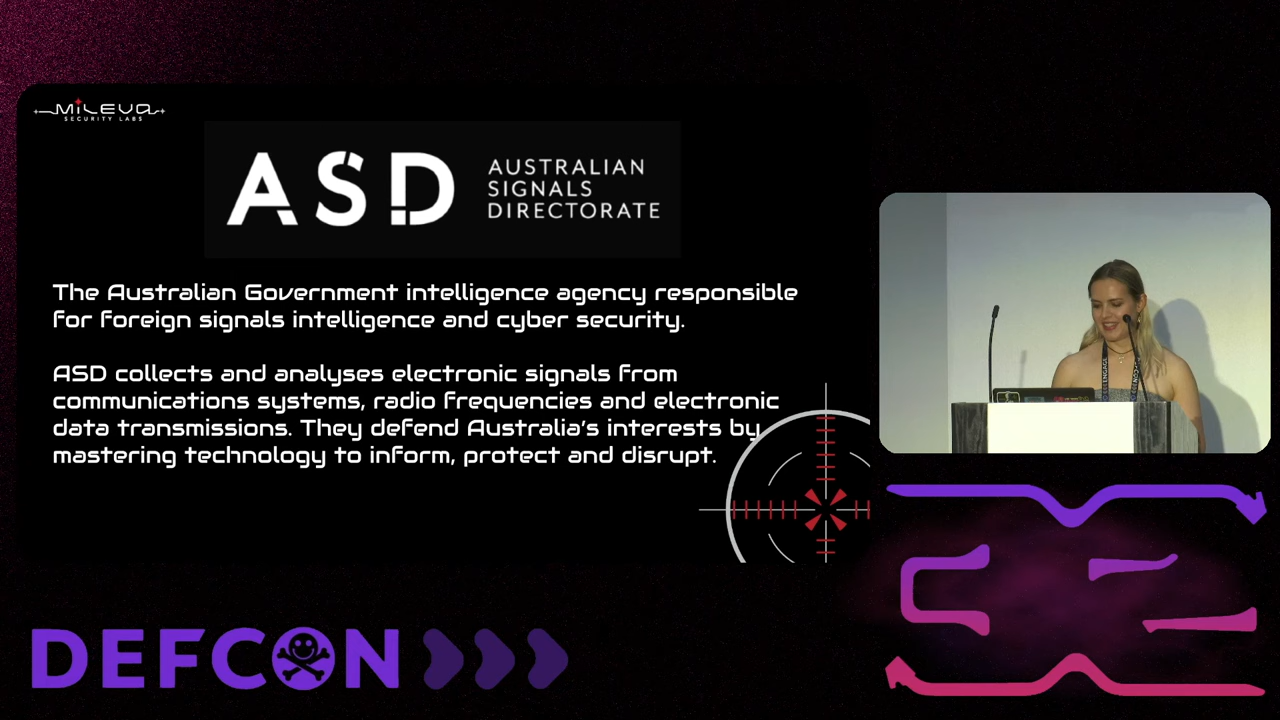 MILEVA
SECURITY LABS
ASD
AUSTRALIAN
SIGNALS
DIRECTORATE
The Australian Government intelligence agency responsible
for foreign signals intelligence and cyber security.
ASD collects and analyses electronic signals from
communications systems, radio frequencies and electronic
data transmissions. They defend Australia's interests by
mastering technology to inform, protect and disrupt.
DEFCON